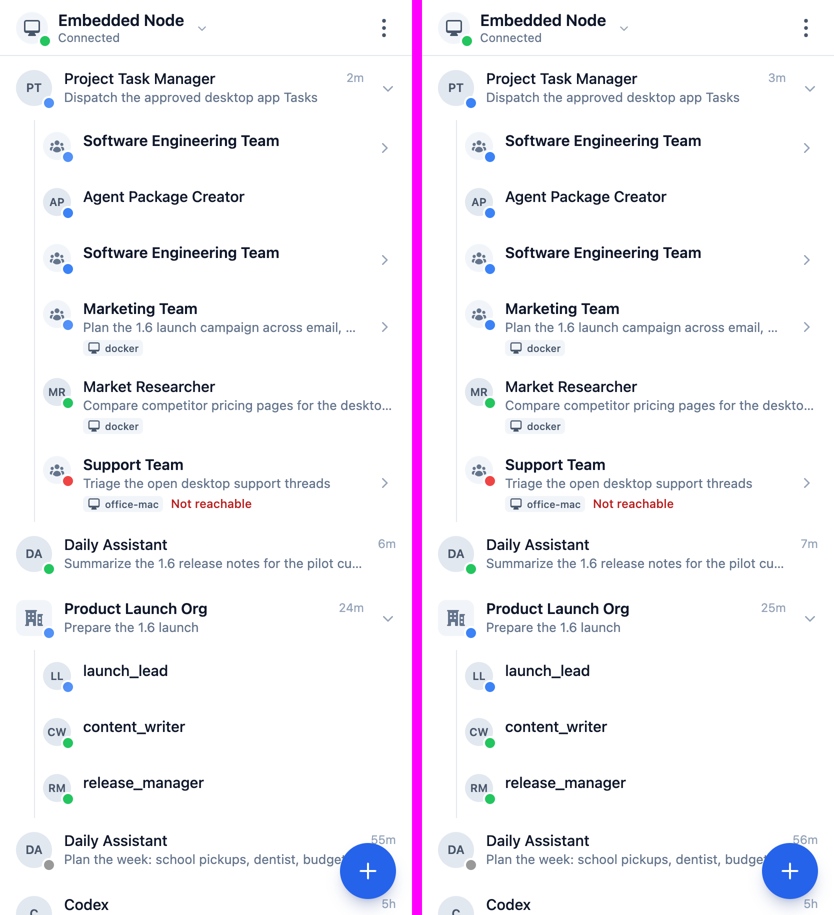 Embedded Node
Connected
PT
Project Task Manager
2m
Dispatch the approved desktop app Tasks
Software Engineering Team
AP
Agent Package Creator
Software Engineering Team
Marketing Team
Plan the 1.6 launch campaign across email, ...
docker
MR
Market Researcher
Compare competitor pricing pages for the deskto...
docker
Support Team
Triage the open desktop support threads
office-mac Not reachable
DA
Daily Assistant
6m
Summarize the 1.6 release notes for the pilot cu...
Product Launch Org
24m
Prepare the 1.6 launch
LL
launch_lead
CW
content_writer
RM
release_manager
DA
Daily Assistant
55m
Plan the week: school pickups, dentist, budget
C
Codex
5h
Embedded Node
Connected
PT
Project Task Manager
3m
Dispatch the approved desktop app Tasks
Software Engineering Team
AP
Agent Package Creator
Software Engineering Team
Marketing Team
Plan the 1.6 launch campaign across email, ...
docker
MR
Market Researcher
Compare competitor pricing pages for the deskto...
docker
Support Team
Triage the open desktop support threads
office-mac Not reachable
DA
Daily Assistant
7m
Summarize the 1.6 release notes for the pilot cu...
Product Launch Org
25m
Prepare the 1.6 launch
LL
launch_lead
CW
content_writer
RM
release_manager
DA
Daily Assistant
56m
Plan the week: school pickups, dentist, budget
C
Codex
5h